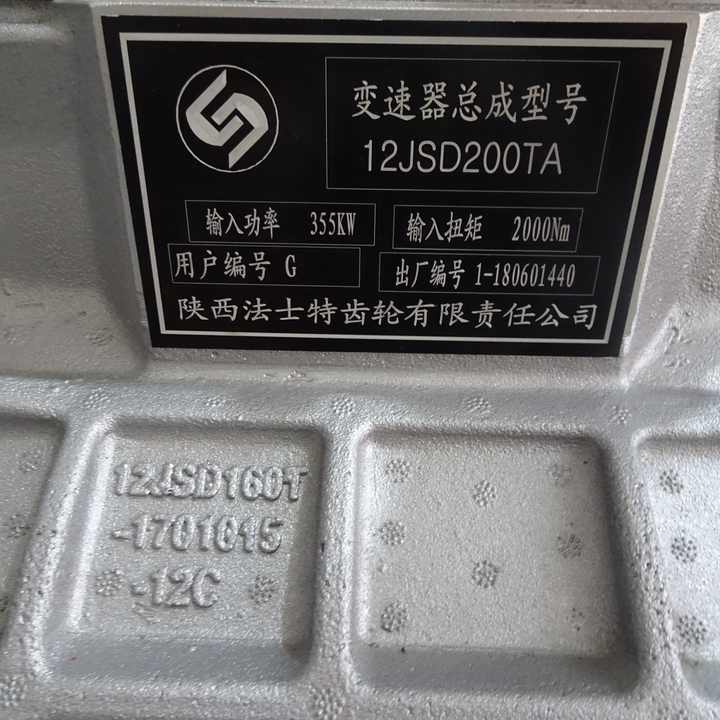 变速器总成型号
12JSD200TA
输入功率 355KW
输入扭矩 2000Nm
用户编号 G
出厂编号 1-180601440
陕西法士特齿轮有限责任公司
12JSD160T
-1701015
-12C